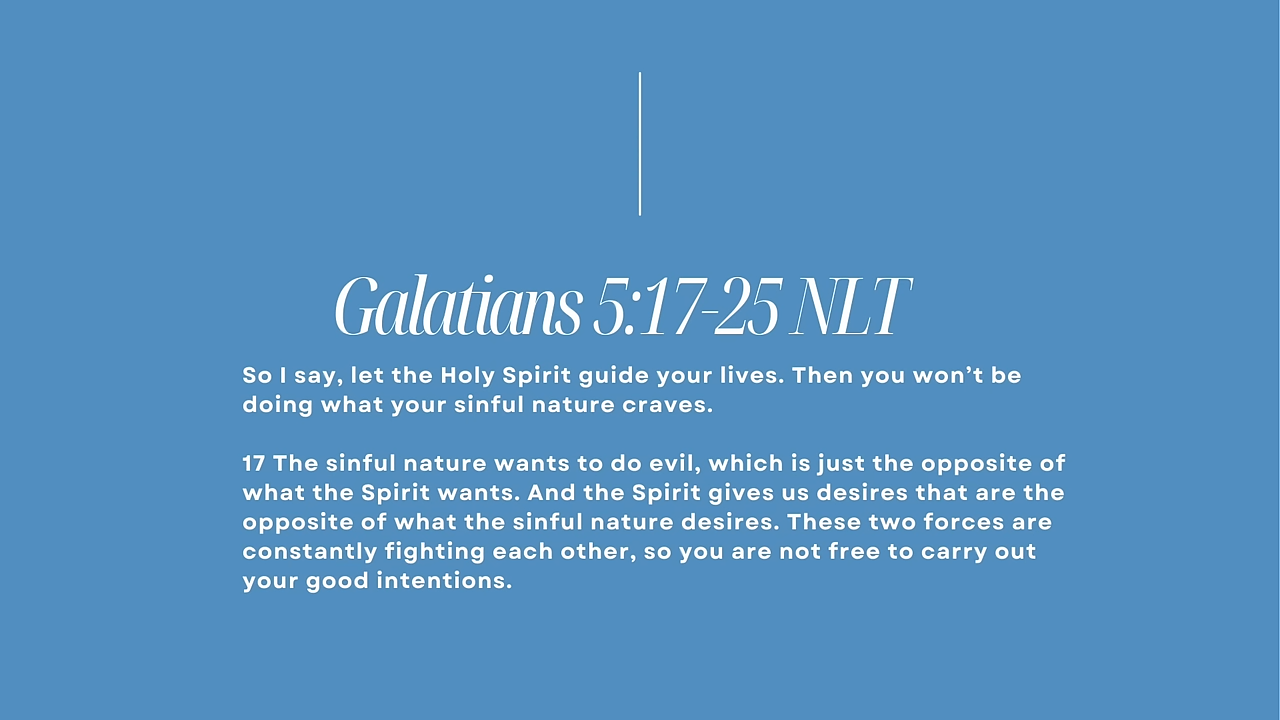 Galatians 5:17-25 NLT
So I say, let the Holy Spirit guide your lives. Then you won’t be
doing what your sinful nature craves.
17 The sinful nature wants to do evil, which is just the opposite of
what the Spirit wants. And the Spirit gives us desires that are the
opposite of what the sinful nature desires. These two forces are
constantly fighting each other, so you are not free to carry out
your good intentions.